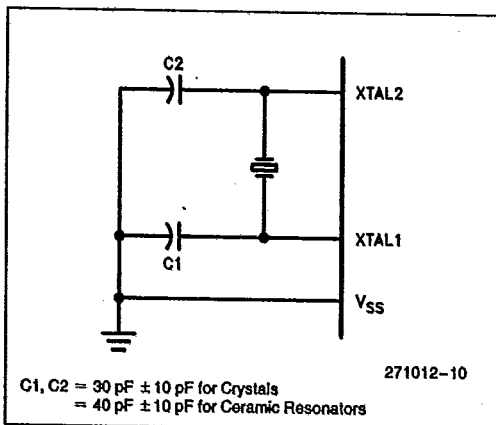 C2
XTAL2
XTAL1
C1
VSS
271012-10
C1, C2 = 30 pF ±10 pF for Crystals
= 40 pF ±10 pF for Ceramic Resonators